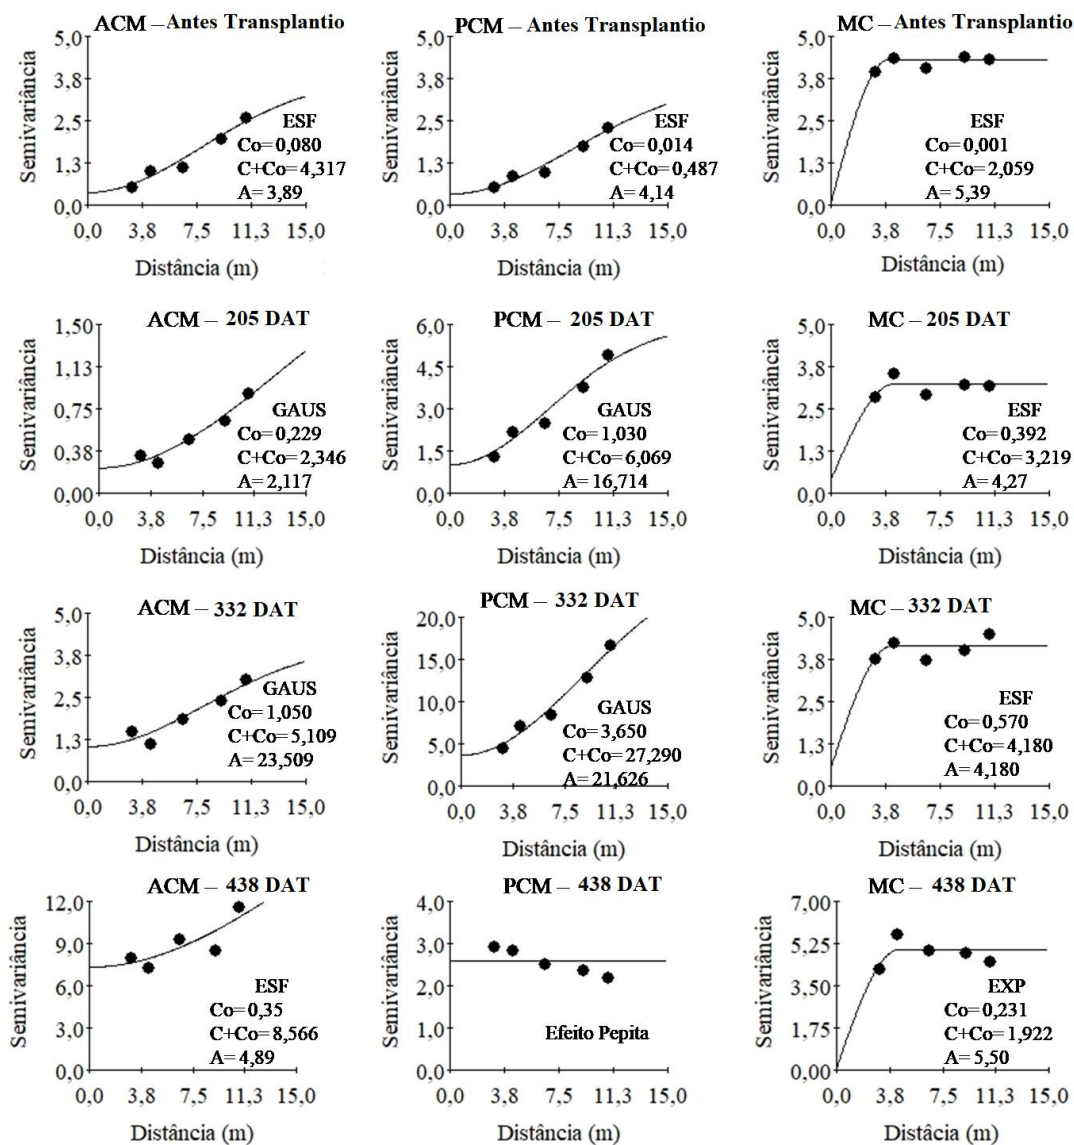 ACM – Antes Transplantio
Semivariância
5,0
3,8
2,5
1,3
0,0
ESF
Co= 0,080
C+Co= 4,317
A= 3,89
0,0 3,8 7,5 11,3 15,0
Distância (m)
PCM – Antes Transplantio
Semivariância
5,0
3,8
2,5
1,3
0,0
ESF
Co= 0,014
C+Co= 0,487
A= 4,14
0,0 3,8 7,5 11,3 15,0
Distância (m)
MC – Antes Transplantio
Semivariância
5,0
3,8
2,5
1,3
0,0
ESF
Co= 0,001
C+Co= 2,059
A= 5,39
0,0 3,8 7,5 11,3 15,0
Distância (m)
ACM – 205 DAT
Semivariância
1,50
1,13
0,75
0,38
0,00
GAUS
Co= 0,229
C+Co= 2,346
A= 2,117
0,0 3,8 7,5 11,3 15,0
Distância (m)
PCM – 205 DAT
Semivariância
6,0
4,5
3,0
1,5
0,0
GAUS
Co= 1,030
C+Co= 6,069
A= 16,714
0,0 3,8 7,5 11,3 15,0
Distância (m)
MC – 205 DAT
Semivariância
5,0
3,8
2,5
1,3
0,0
ESF
Co= 0,392
C+Co= 3,219
A= 4,27
0,0 3,8 7,5 11,3 15,0
Distância (m)
ACM – 332 DAT
Semivariância
5,0
3,8
2,5
1,3
0,0
GAUS
Co= 1,050
C+Co= 5,109
A= 23,509
0,0 3,8 7,5 11,3 15,0
Distância (m)
PCM – 332 DAT
Semivariância
20,0
15,0
10,0
5,0
0,0
GAUS
Co= 3,650
C+Co= 27,290
A= 21,626
0,0 3,8 7,5 11,3 15,0
Distância (m)
MC – 332 DAT
Semivariância
5,0
3,8
2,5
1,3
0,0
ESF
Co= 0,570
C+Co= 4,180
A= 4,180
0,0 3,8 7,5 11,3 15,0
Distância (m)
ACM – 438 DAT
Semivariância
12,0
9,0
6,0
3,0
0,0
ESF
Co= 0,35
C+Co= 8,566
A= 4,89
0,0 3,8 7,5 11,3 15,0
Distância (m)
PCM – 438 DAT
Semivariância
4,0
3,0
2,0
1,0
0,0
Efeito Pepita
0,0 3,8 7,5 11,3 15,0
Distância (m)
MC – 438 DAT
Semivariância
7,00
5,25
3,50
1,75
0,00
EXP
Co= 0,231
C+Co= 1,922
A= 5,50
0,0 3,8 7,5 11,3 15,0
Distância (m)